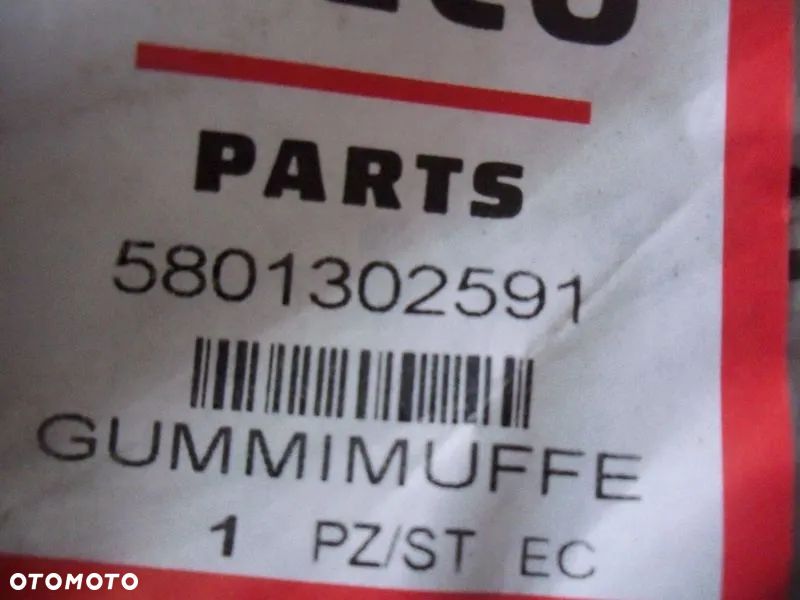 PARTS
5801302591
GUMMIMUFFE
1 PZ/ST EC
OTOMOTO